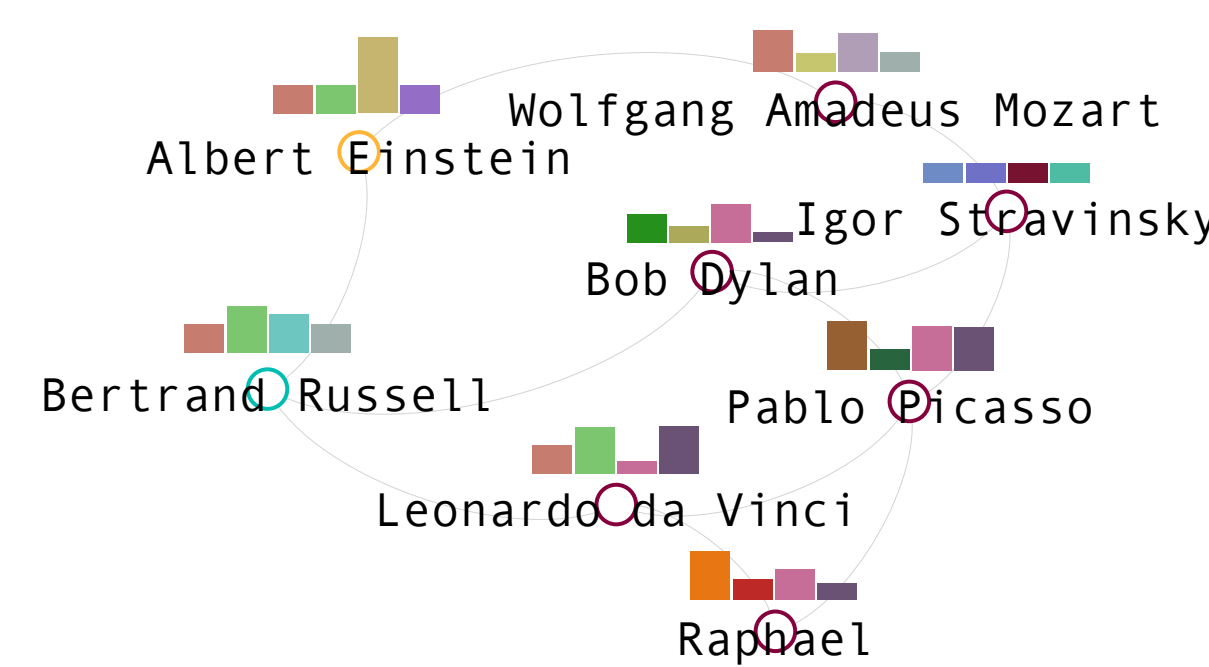 Wolfgang Amadeus Mozart
Albert Einstein
Igor Stravinsky
Bob Dylan
Bertrand Russell
Pablo Picasso
Leonardo da Vinci
Raphael